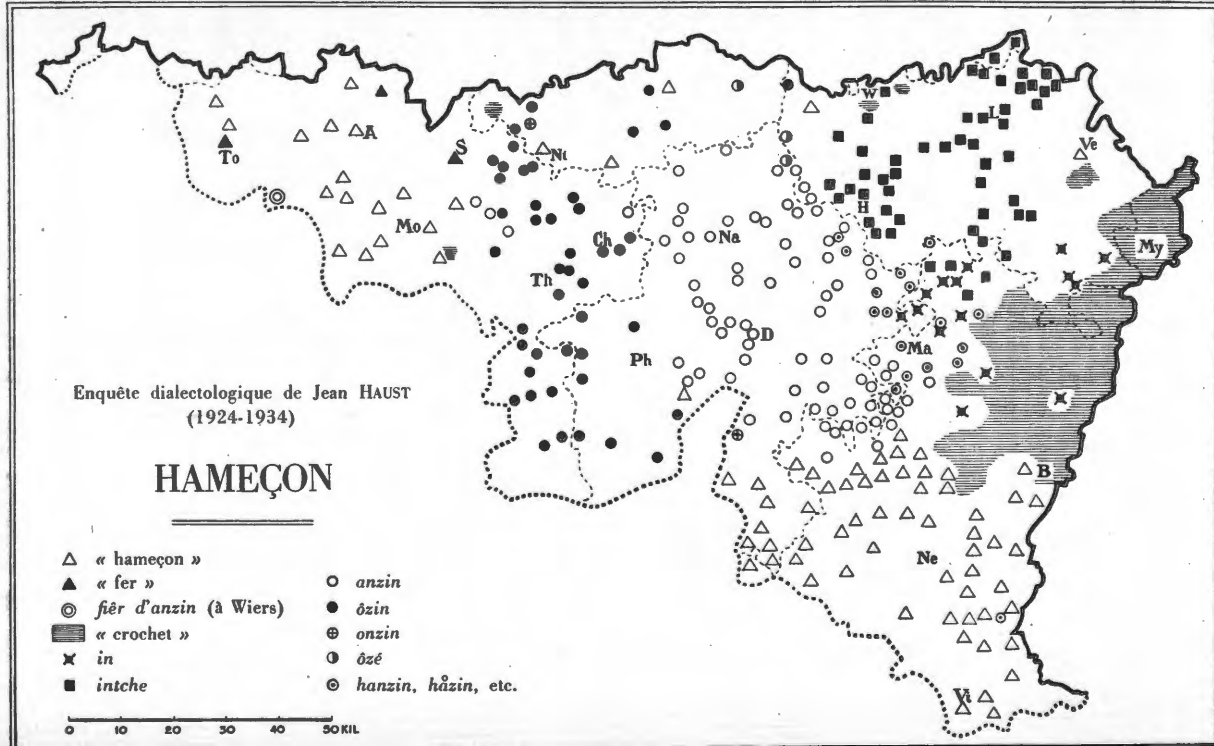 A
To
S
Ni
W
L
Ve
H
Mo
Ch
Na
My
Th
D
Ph
Ma
B
Ne
Vi
Enquête dialectologique de Jean HAUST
(1924-1934)
HAMEÇON
« hameçon »
« fer »
fiêr d'anzin (à Wiers)
« crochet »
in
intche
anzin
ôzin
onzin
ôzé
hanzin, håzin, etc.
0 10 20 30 40 50 KIL